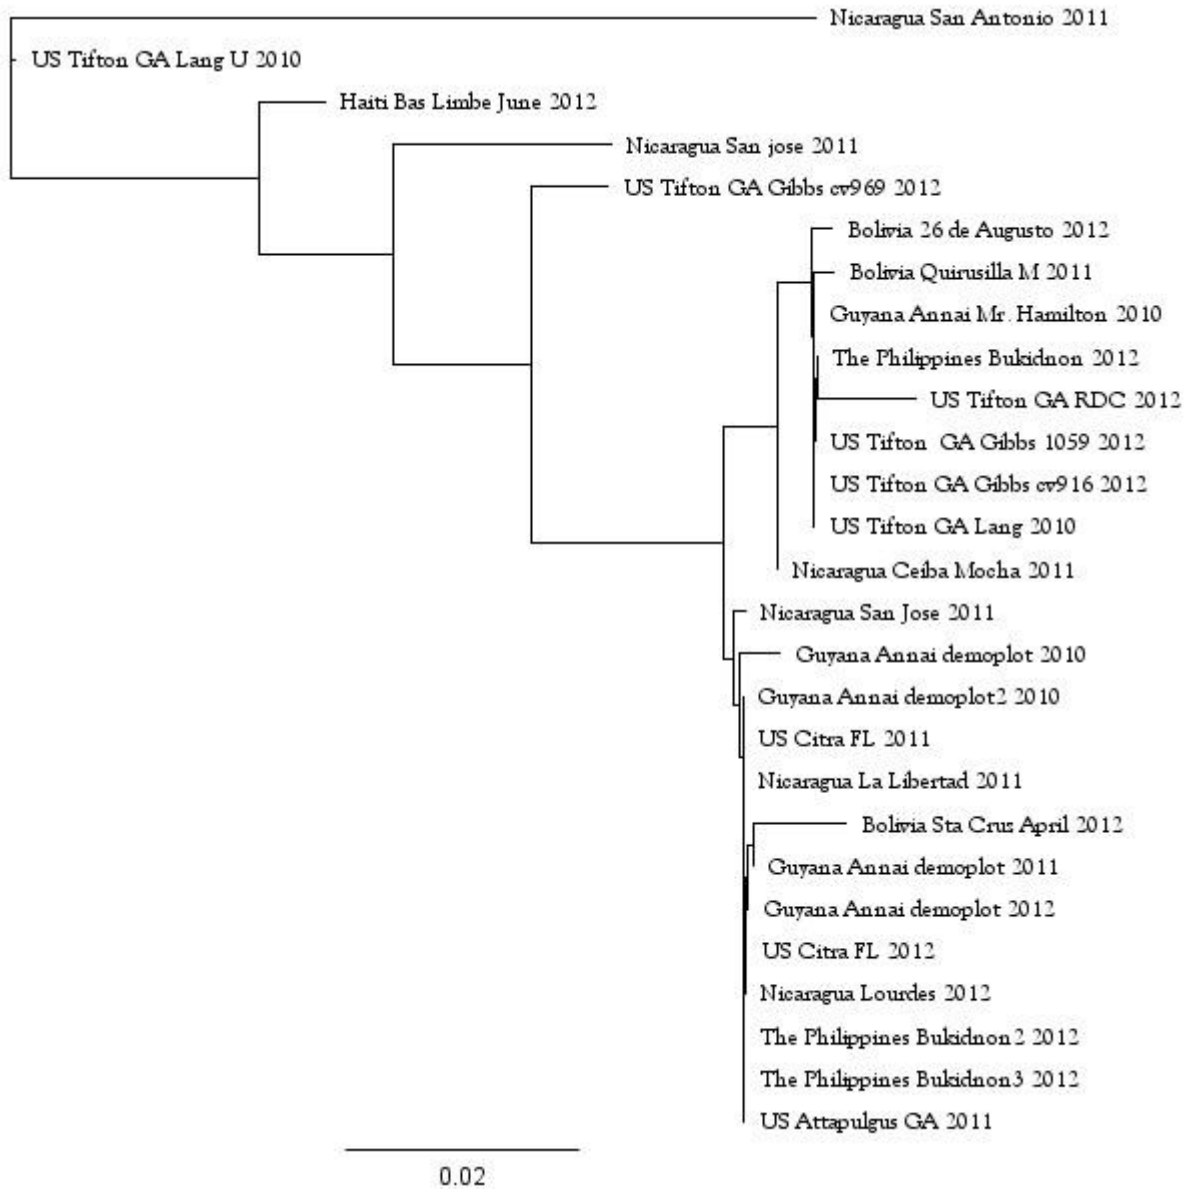 Nicaragua San Antonio 2011
US Tifton GA Lang U 2010
Haiti Bas Limbe June 2012
Nicaragua San jose 2011
US Tifton GA Gibbs cv969 2012
Bolivia 26 de Augusto 2012
Bolivia Quirusilla M 2011
Guyana Annai Mr. Hamilton 2010
The Philippines Bukidnon 2012
US Tifton GA RDC 2012
US Tifton GA Gibbs 1059 2012
US Tifton GA Gibbs cv916 2012
US Tifton GA Lang 2010
Nicaragua Ceiba Mocha 2011
Nicaragua San Jose 2011
Guyana Annai demoplot 2010
Guyana Annai demoplot2 2010
US Citra FL 2011
Nicaragua La Libertad 2011
Bolivia Sta Crus April 2012
Guyana Annai demoplot 2011
Guyana Annai demoplot 2012
US Citra FL 2012
Nicaragua Lourdes 2012
The Philippines Bukidnon2 2012
The Philippines Bukidnon3 2012
US Attapulgus GA 2011
0.02